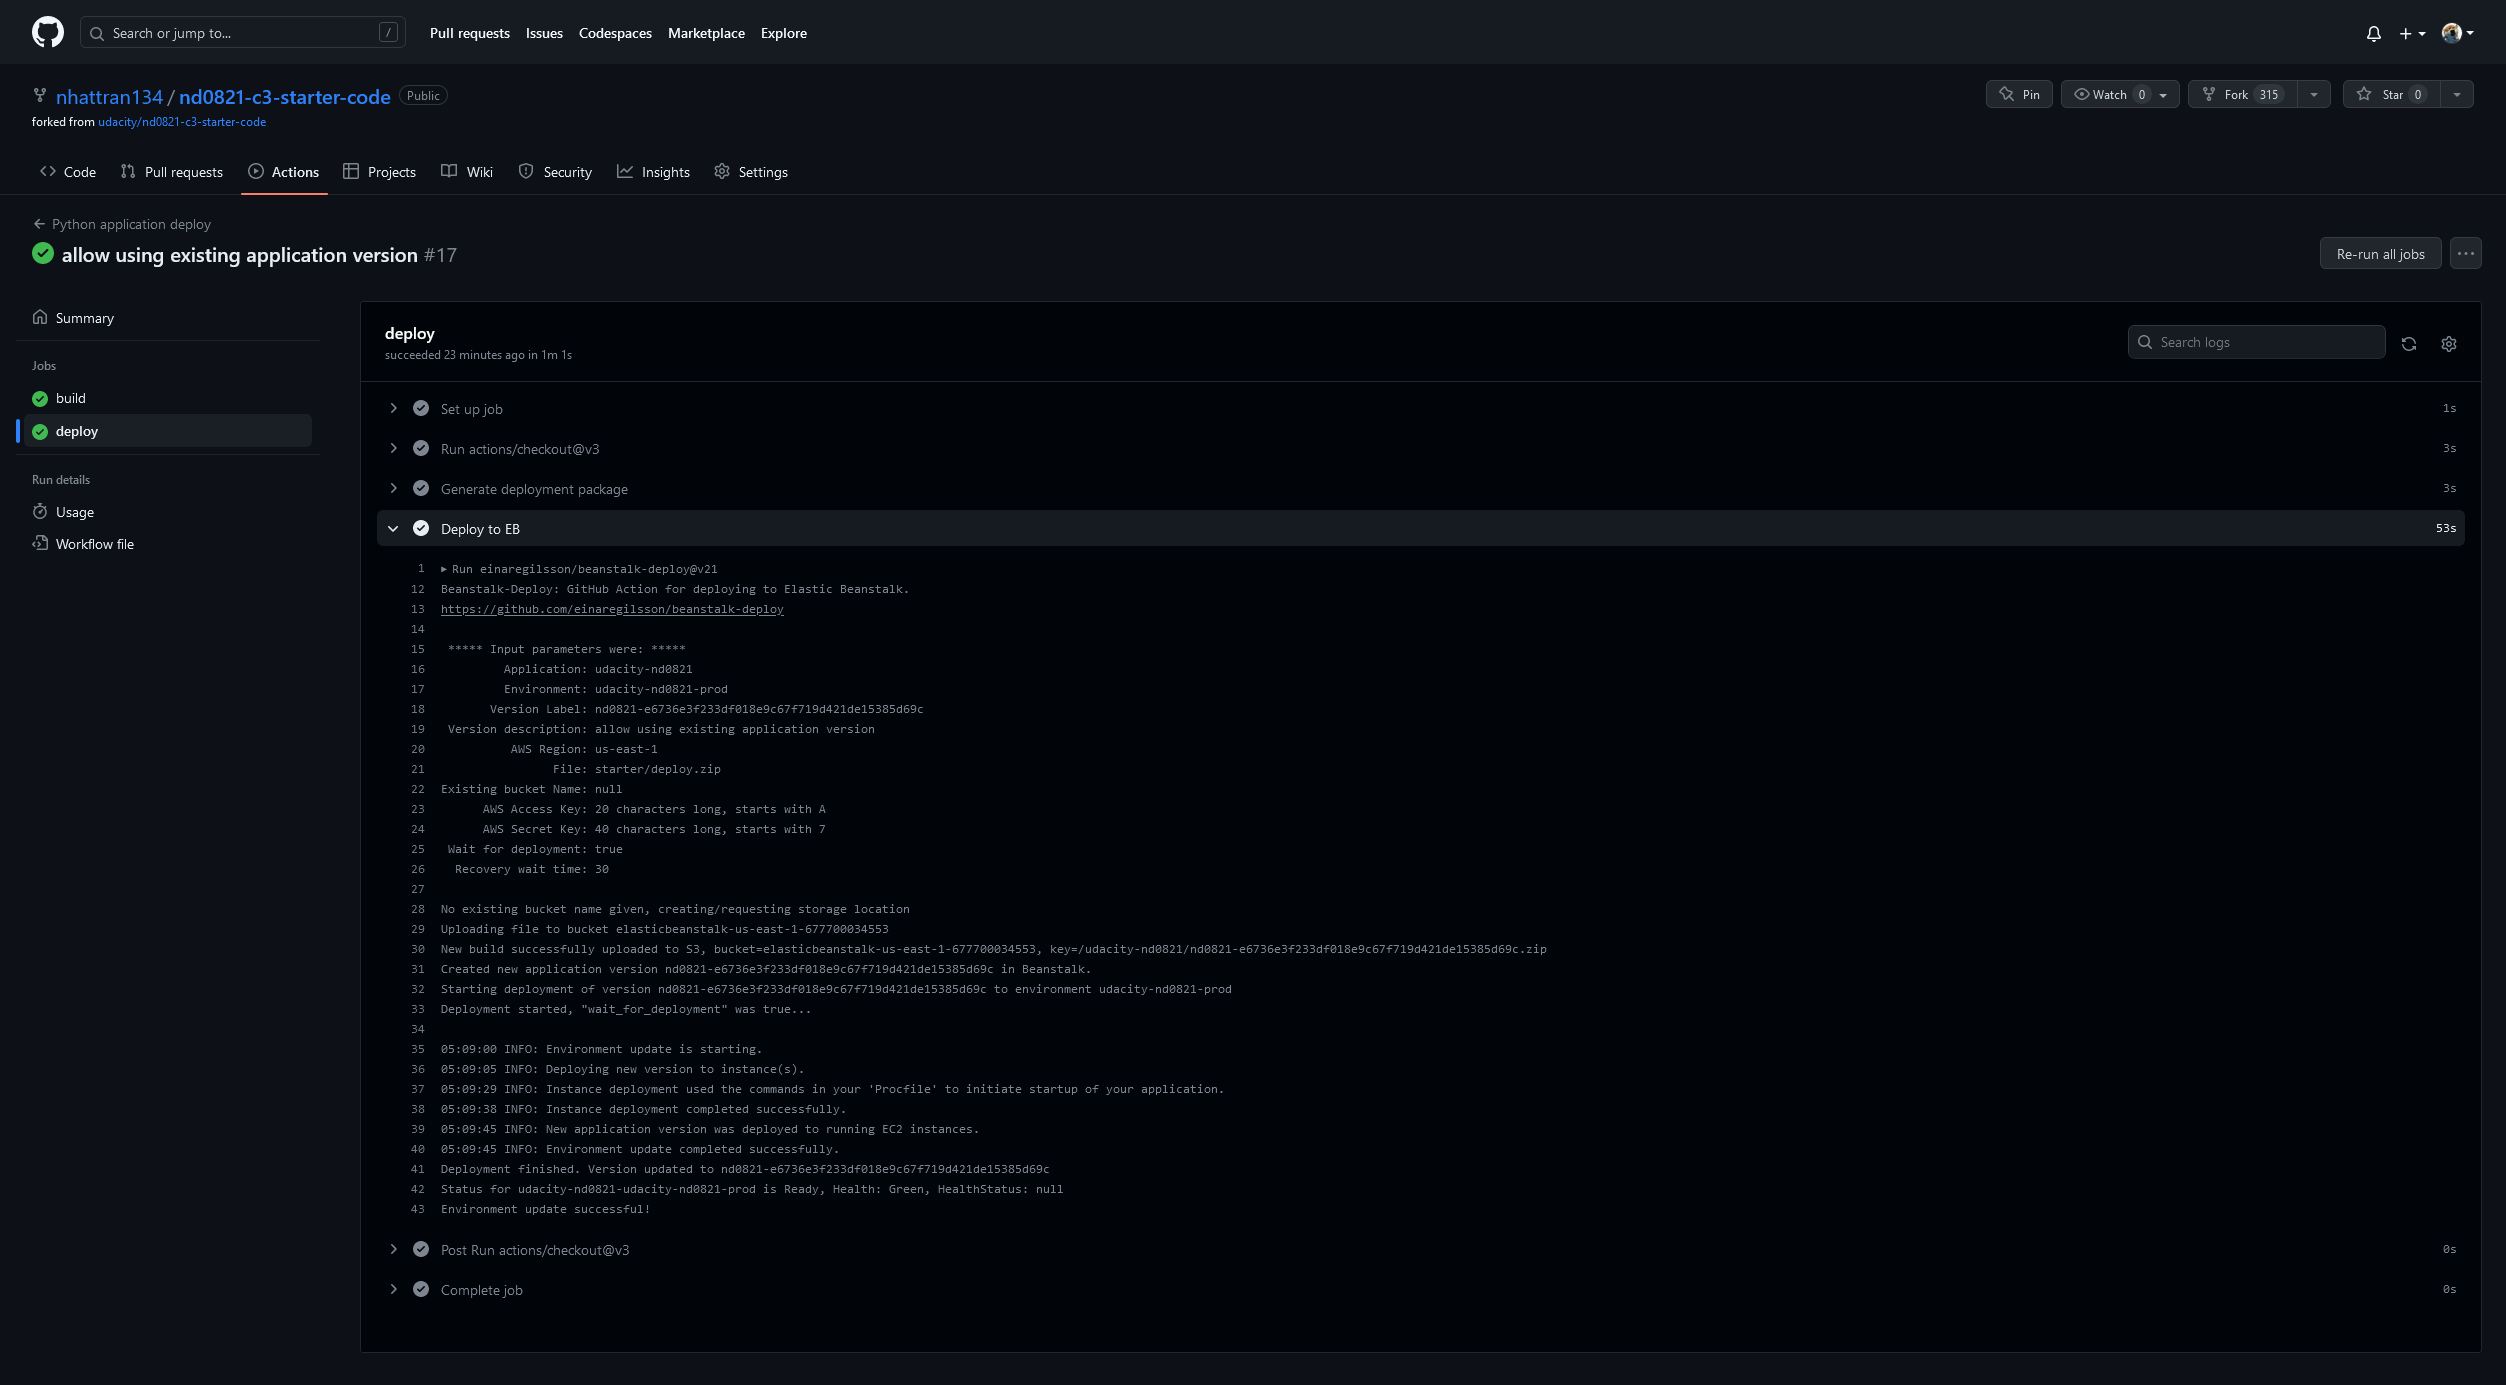 Search or jump to... /
Pull requests Issues Codespaces Marketplace Explore
nhattran134 / nd0821-c3-starter-code Public
forked from udacity/nd0821-c3-starter-code
Pin Watch 0 Fork 315 Star 0
Code Pull requests Actions Projects Wiki Security Insights Settings
Python application deploy
allow using existing application version #17
Re-run all jobs
Summary
Jobs
build
deploy
Run details
Usage
Workflow file
deploy
succeeded 23 minutes ago in 1m 1s
Search logs
Set up job 1s
Run actions/checkout@v3 3s
Generate deployment package 3s
Deploy to EB 53s
1 Run einaregilsson/beanstalk-deploy@v21
12 Beanstalk-Deploy: GitHub Action for deploying to Elastic Beanstalk.
13 https://github.com/einaregilsson/beanstalk-deploy
14
15 ***** Input parameters were: *****
16 Application: udacity-nd0821
17 Environment: udacity-nd0821-prod
18 Version Label: nd0821-e6736e3f233df018e9c67f719d421de15385d69c
19 Version description: allow using existing application version
20 AWS Region: us-east-1
21 File: starter/deploy.zip
22 Existing bucket Name: null
23 AWS Access Key: 20 characters long, starts with A
24 AWS Secret Key: 40 characters long, starts with 7
25 Wait for deployment: true
26 Recovery wait time: 30
27
28 No existing bucket name given, creating/requesting storage location
29 Uploading file to bucket elasticbeanstalk-us-east-1-677700034553
30 New build successfully uploaded to S3, bucket=elasticbeanstalk-us-east-1-677700034553, key=/udacity-nd0821/nd0821-e6736e3f233df018e9c67f719d421de15385d69c.zip
31 Created new application version nd0821-e6736e3f233df018e9c67f719d421de15385d69c in Beanstalk.
32 Starting deployment of version nd0821-e6736e3f233df018e9c67f719d421de15385d69c to environment udacity-nd0821-prod
33 Deployment started, "wait_for_deployment" was true...
34
35 05:09:00 INFO: Environment update is starting.
36 05:09:05 INFO: Deploying new version to instance(s).
37 05:09:29 INFO: Instance deployment used the commands in your 'Procfile' to initiate startup of your application.
38 05:09:38 INFO: Instance deployment completed successfully.
39 05:09:45 INFO: New application version was deployed to running EC2 instances.
40 05:09:45 INFO: Environment update completed successfully.
41 Deployment finished. Version updated to nd0821-e6736e3f233df018e9c67f719d421de15385d69c
42 Status for udacity-nd0821-udacity-nd0821-prod is Ready, Health: Green, HealthStatus: null
43 Environment update successful!
Post Run actions/checkout@v3 0s
Complete job 0s